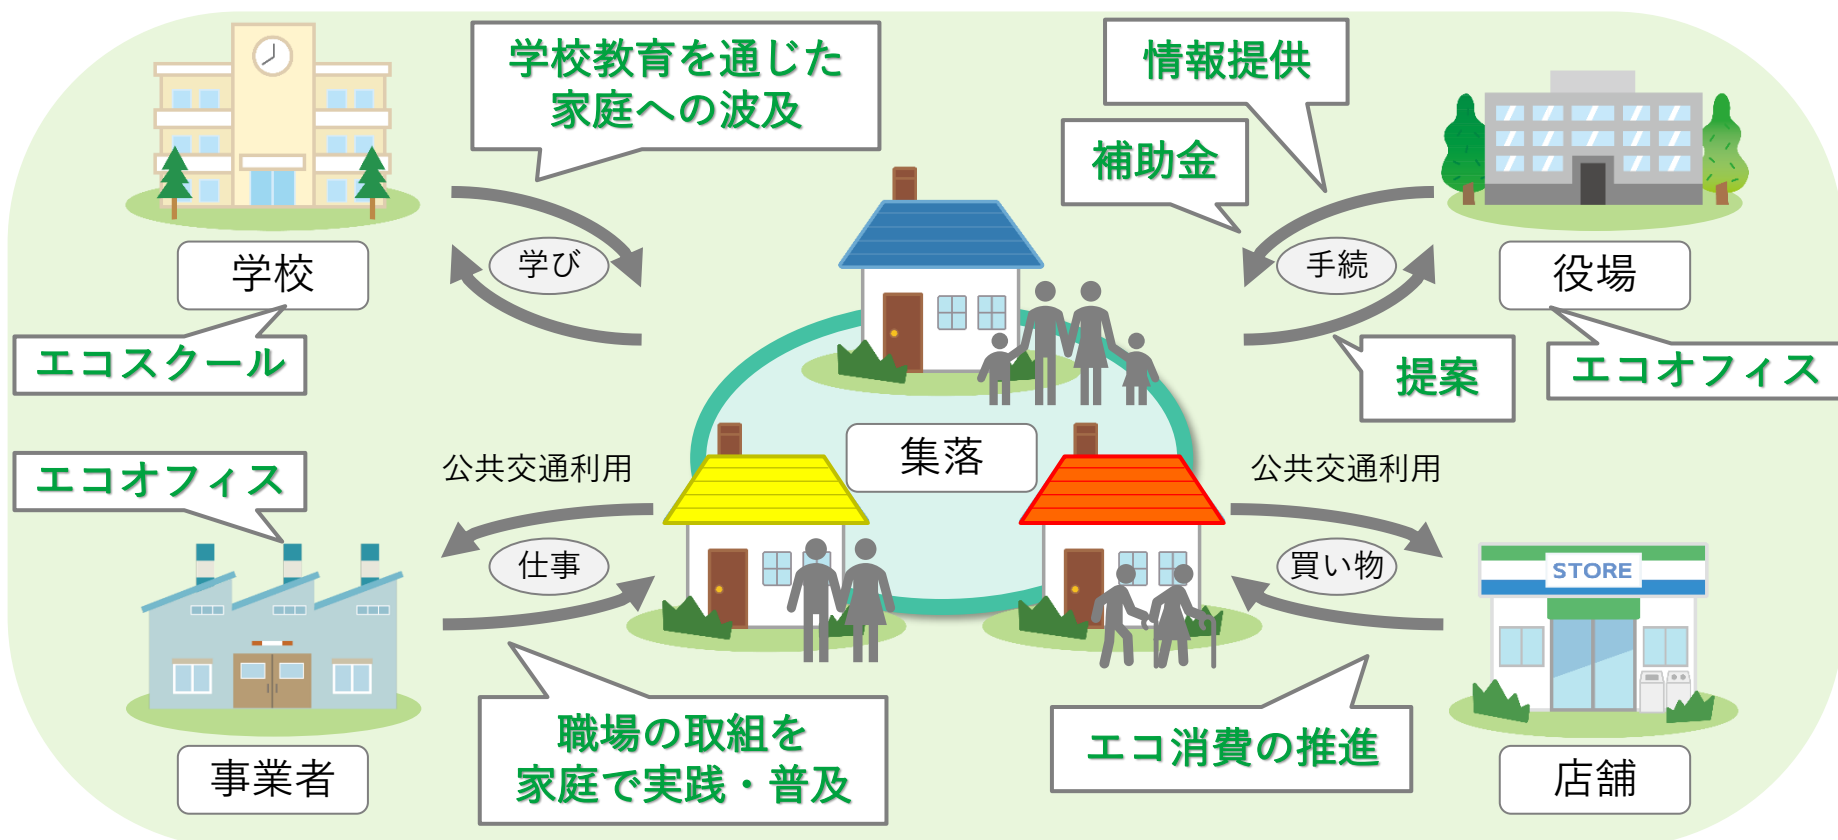 学校教育を通じた
家庭への波及
情報提供
補助金
学び
手続
学校
役場
エコスクール
提案
エコオフィス
集落
エコオフィス
公共交通利用
公共交通利用
仕事
買い物
STORE
職場の取組を
家庭で実践・普及
エコ消費の推進
事業者
店舗